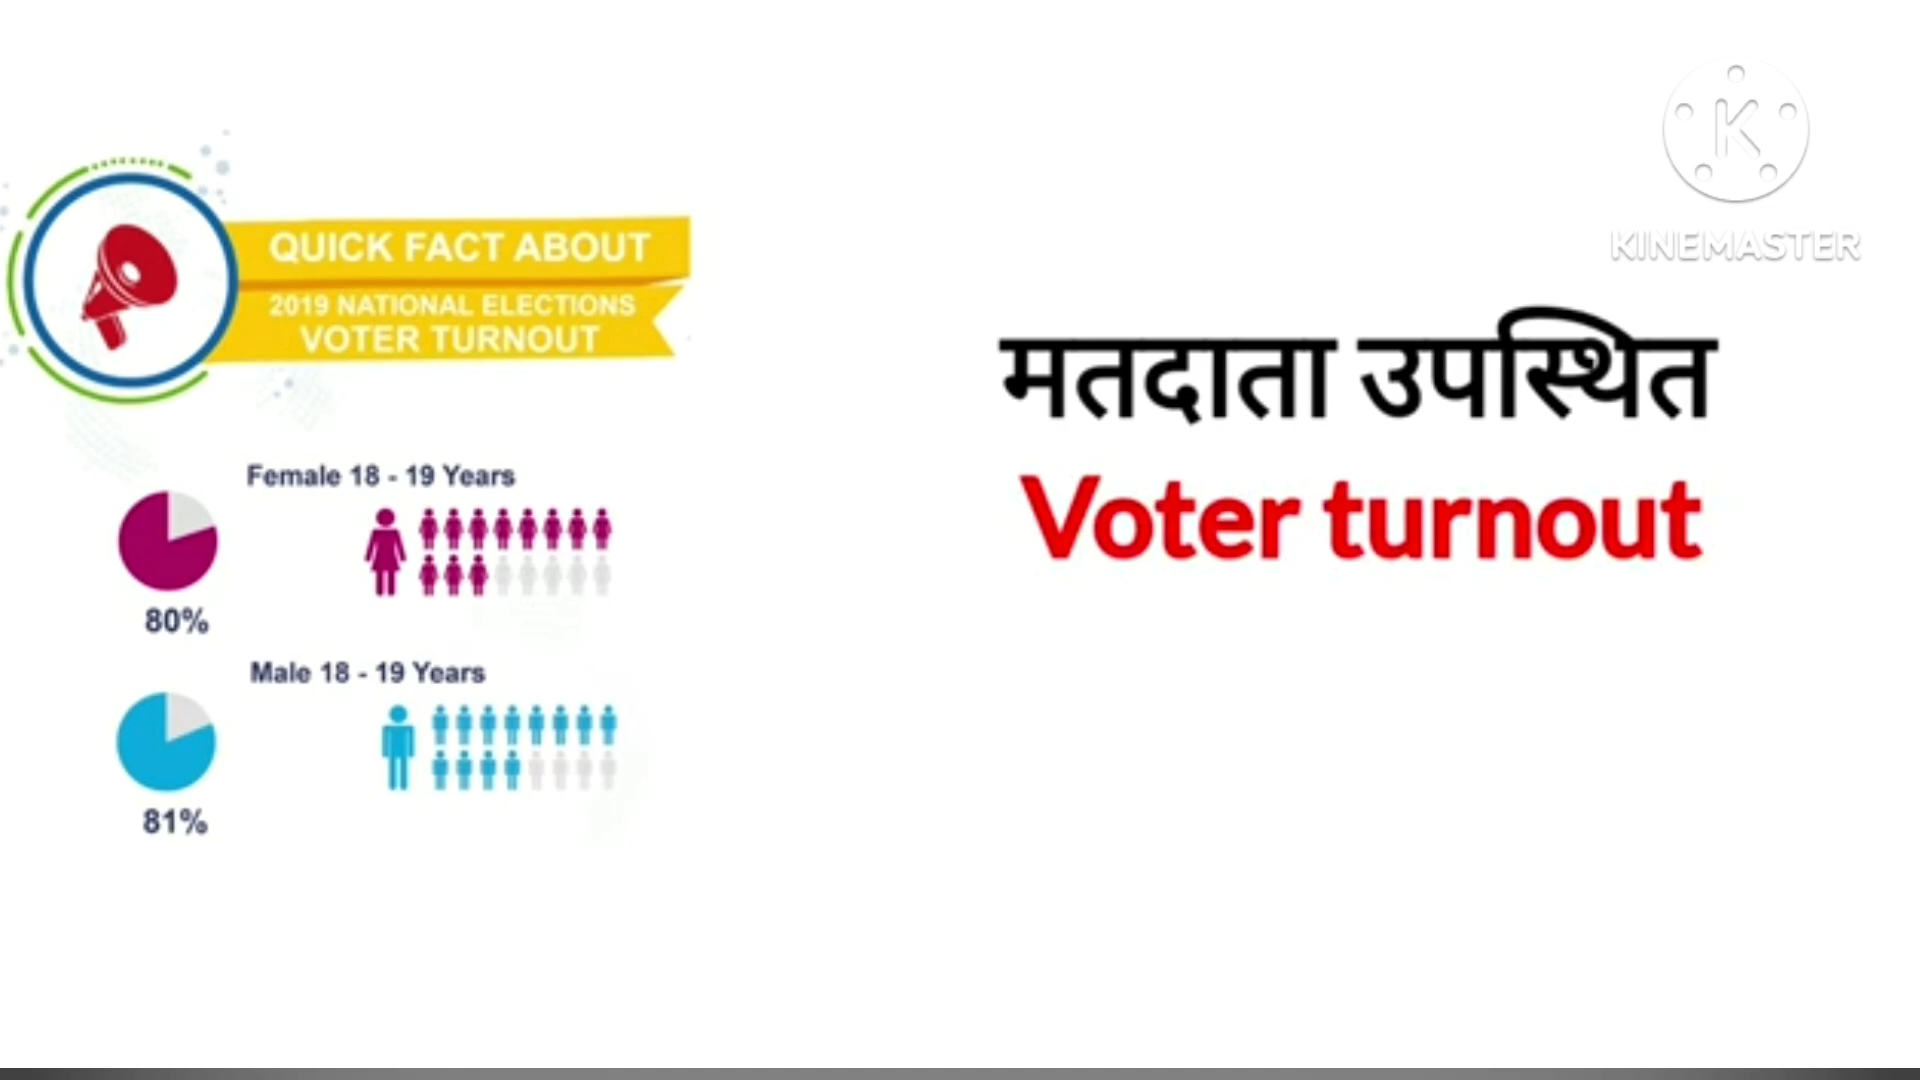 QUICK FACT ABOUT
2019 NATIONAL ELECTIONS
VOTER TURNOUT
Female 18 - 19 Years
80%
Male 18 - 19 Years
81%
K
KINEMASTER
मतदाता उपस्थित
Voter turnout